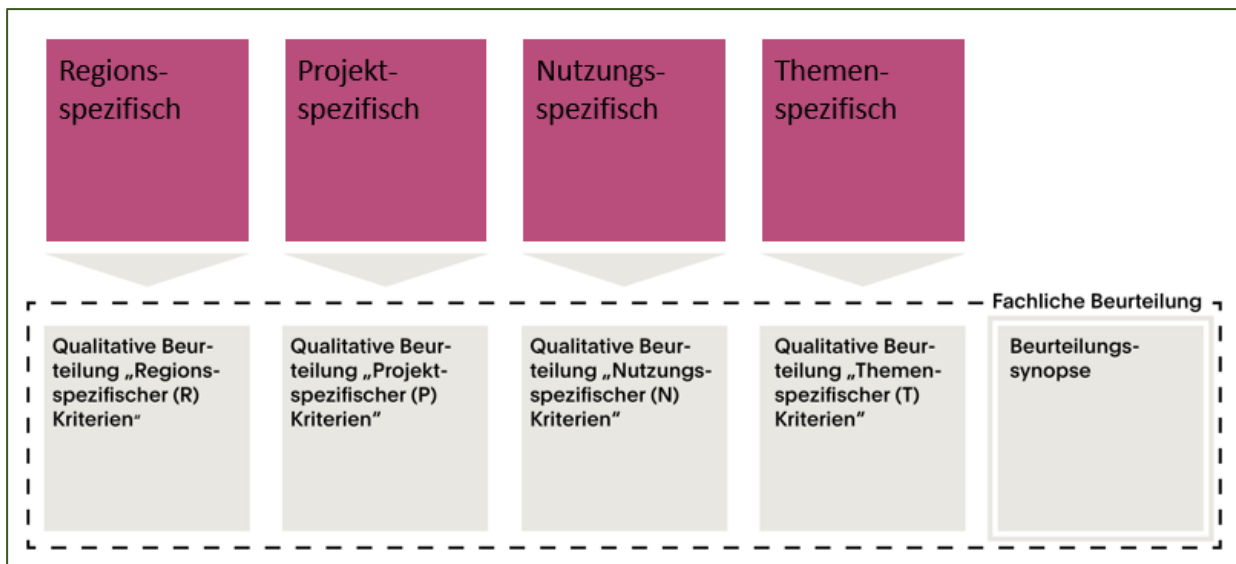 Regions-
spezifisch
Projekt-
spezifisch
Nutzungs-
spezifisch
Themen-
spezifisch
Fachliche Beurteilung
Qualitative Beur-
teilung „Regions-
spezifischer (R)
Kriterien“
Qualitative Beur-
teilung „Projekt-
spezifischer (P)
Kriterien“
Qualitative Beur-
teilung „Nutzungs-
spezifischer (N)
Kriterien“
Qualitative Beur-
teilung „Themen-
spezifischer (T)
Kriterien“
Beurteilungs-
synopse